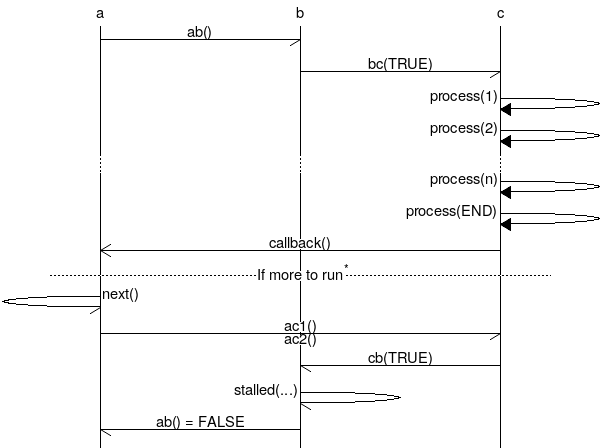 a b c
ab()
bc(TRUE)
process(1)
process(2)
process(n)
process(END)
callback()
If more to run*
next()
ac1()
ac2()
cb(TRUE)
stalled(...)
ab() = FALSE